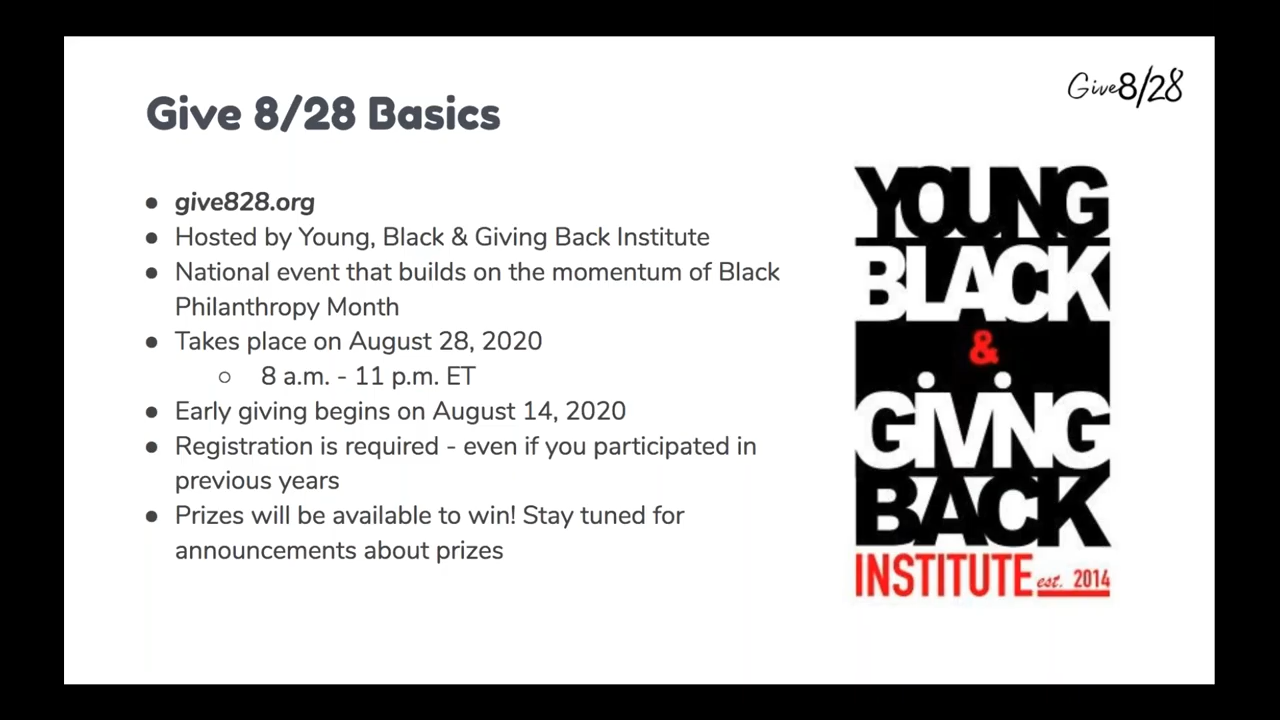 Give8/28
Give 8/28 Basics
● give828.org
● Hosted by Young, Black & Giving Back Institute
● National event that builds on the momentum of Black
Philanthropy Month
● Takes place on August 28, 2020
○ 8 a.m. - 11 p.m. ET
● Early giving begins on August 14, 2020
● Registration is required - even if you participated in
previous years
● Prizes will be available to win! Stay tuned for
announcements about prizes
YOUNG
BLACK
&
GiViNG
BACK
INSTITUTE est. 2014